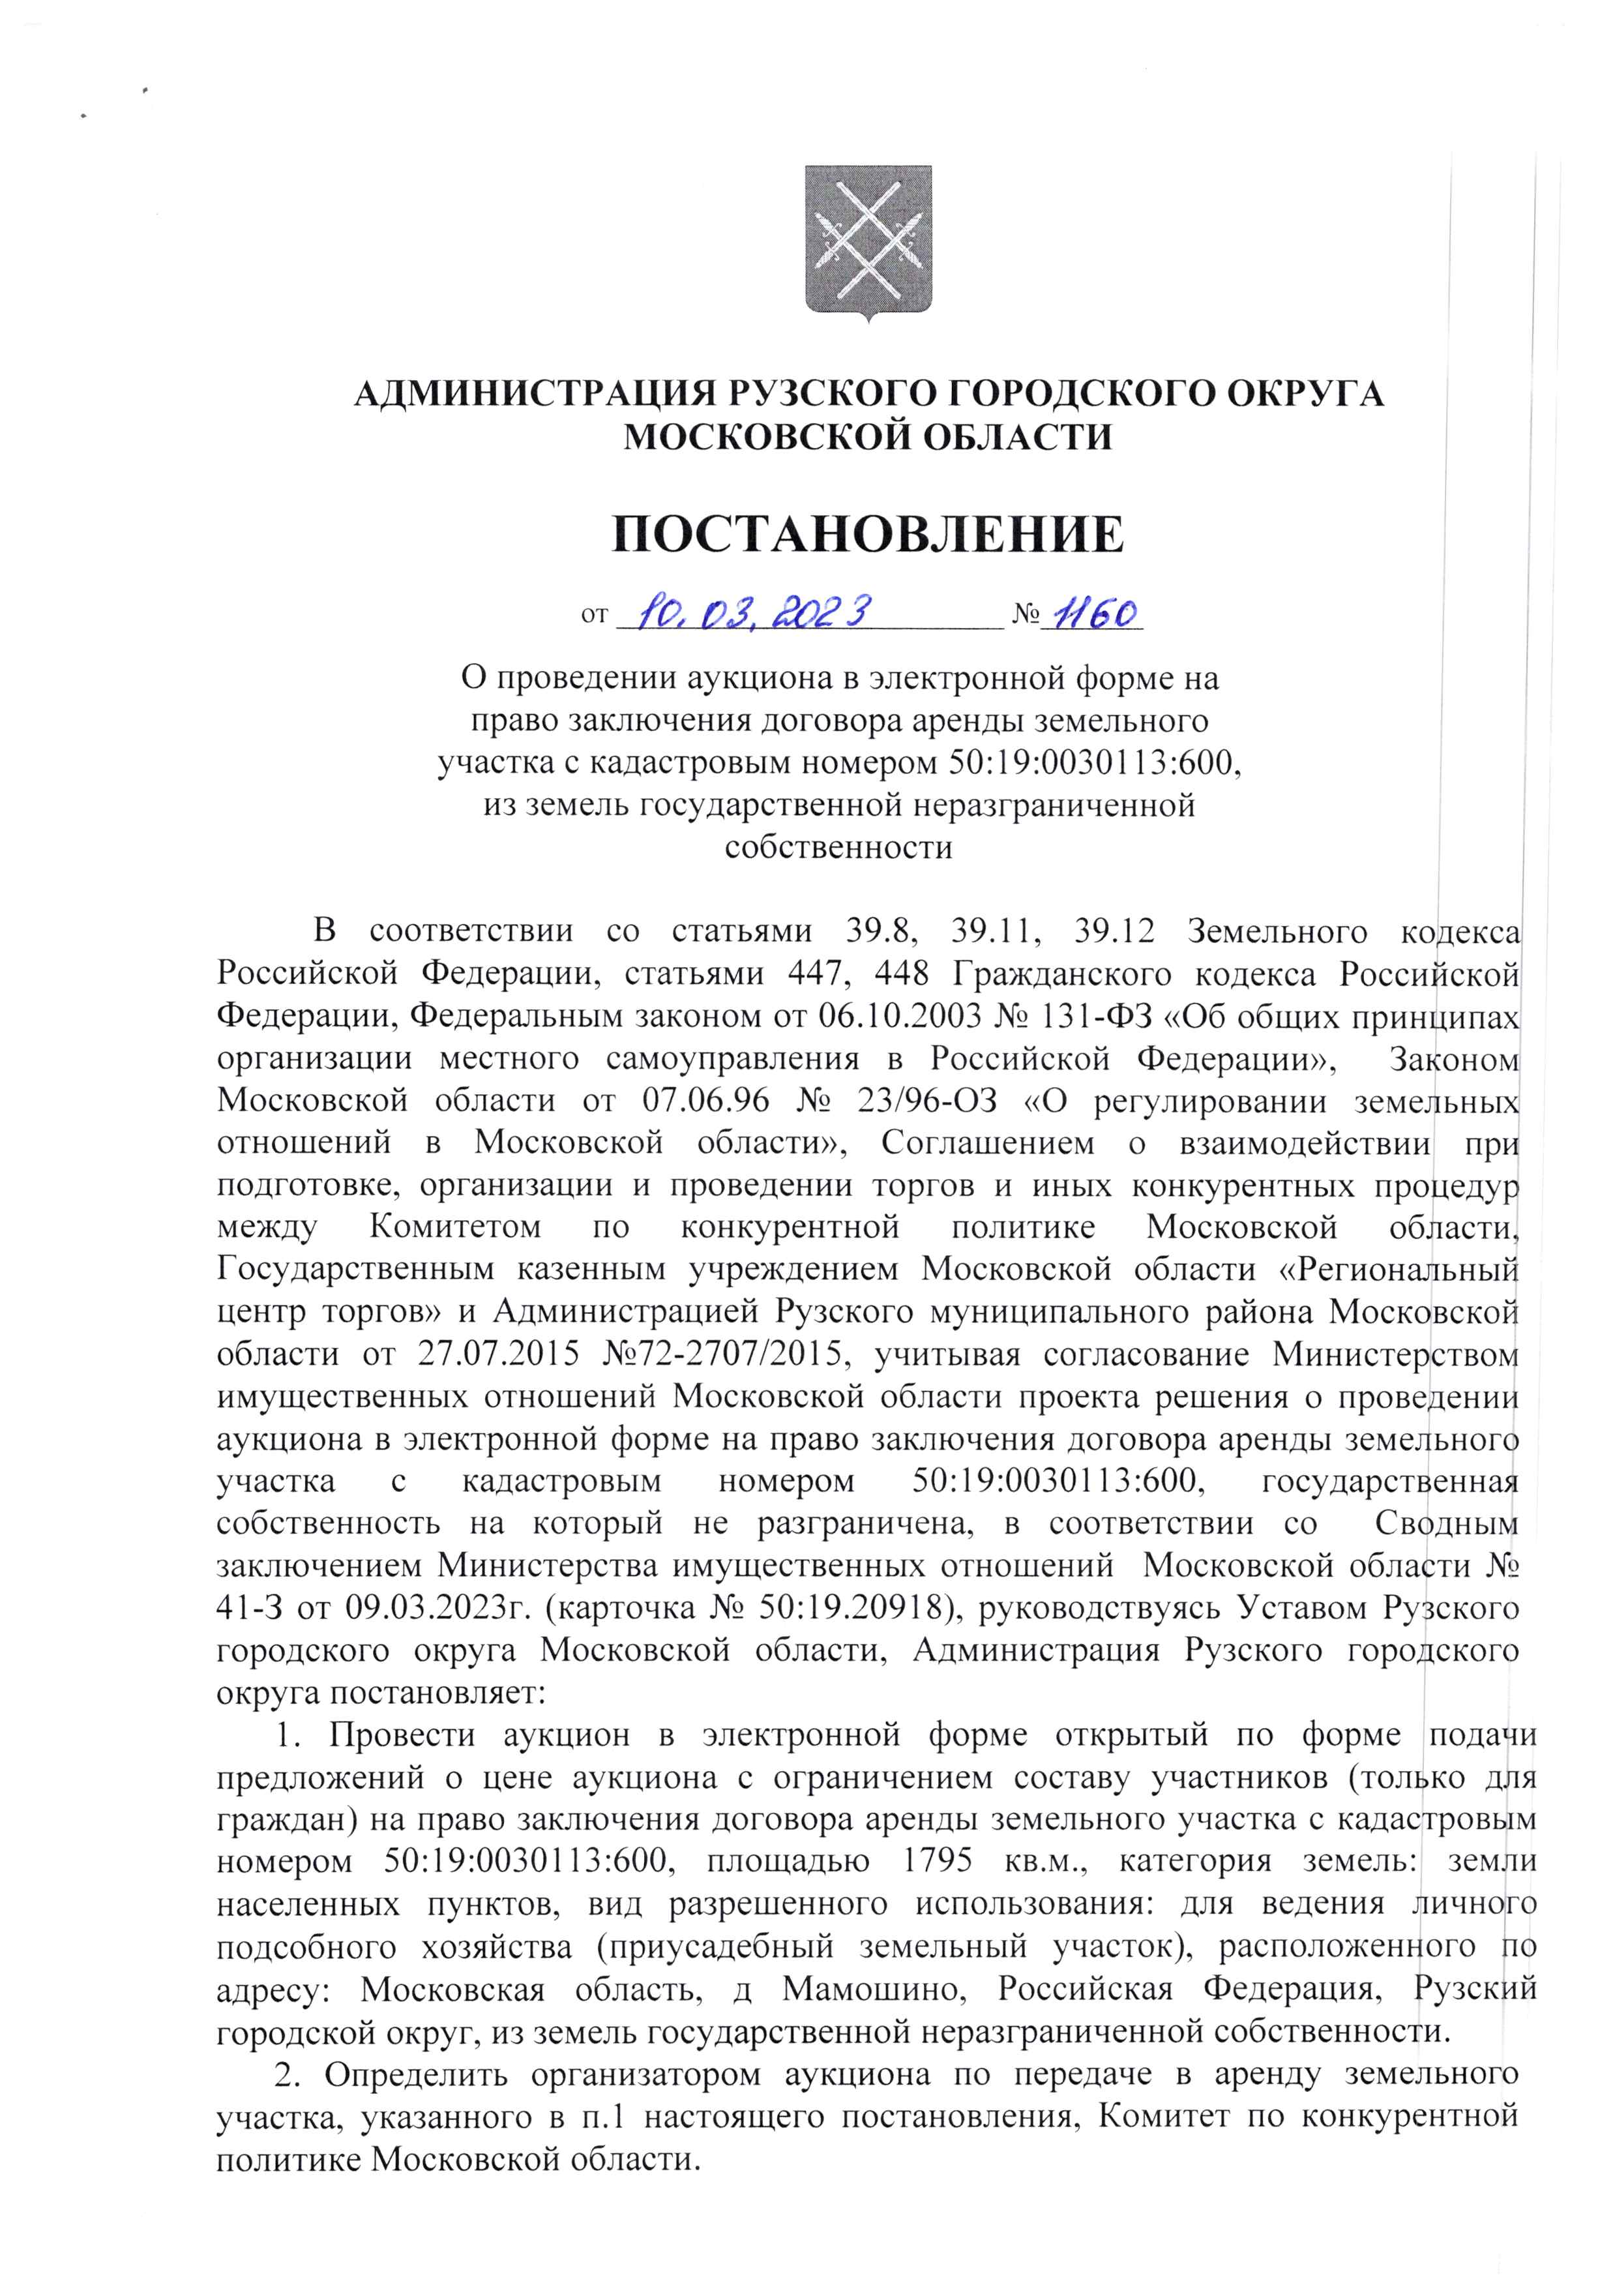 АДМИНИСТРАЦИЯ РУЗСКОГО ГОРОДСКОГО ОКРУГА
МОСКОВСКОЙ ОБЛАСТИ
ПОСТАНОВЛЕНИЕ
от 10.03.2023 № 1160
О проведении аукциона в электронной форме на
право заключения договора аренды земельного
участка с кадастровым номером 50:19:0030113:600,
из земель государственной неразграниченной
собственности
В соответствии со статьями 39.8, 39.11, 39.12 Земельного кодекса
Российской Федерации, статьями 447, 448 Гражданского кодекса Российской
Федерации, Федеральным законом от 06.10.2003 № 131-ФЗ «Об общих принципах
организации местного самоуправления в Российской Федерации», Законом
Московской области от 07.06.96 № 23/96-ОЗ «О регулировании земельных
отношений в Московской области», Соглашением о взаимодействии при
подготовке, организации и проведении торгов и иных конкурентных процедур
между Комитетом по конкурентной политике Московской области,
Государственным казенным учреждением Московской области «Региональный
центр торгов» и Администрацией Рузского муниципального района Московской
области от 27.07.2015 №72-2707/2015, учитывая согласование Министерством
имущественных отношений Московской области проекта решения о проведении
аукциона в электронной форме на право заключения договора аренды земельного
участка с кадастровым номером 50:19:0030113:600, государственная
собственность на который не разграничена, в соответствии со Сводным
заключением Министерства имущественных отношений Московской области №
41-З от 09.03.2023г. (карточка № 50:19.20918), руководствуясь Уставом Рузского
городского округа Московской области, Администрация Рузского городского
округа постановляет:
1. Провести аукцион в электронной форме открытый по форме подачи
предложений о цене аукциона с ограничением составу участников (только для
граждан) на право заключения договора аренды земельного участка с кадастровым
номером 50:19:0030113:600, площадью 1795 кв.м., категория земель: земли
населенных пунктов, вид разрешенного использования: для ведения личного
подсобного хозяйства (приусадебный земельный участок), расположенного по
адресу: Московская область, д Мамошино, Российская Федерация, Рузский
городской округ, из земель государственной неразграниченной собственности.
2. Определить организатором аукциона по передаче в аренду земельного
участка, указанного в п.1 настоящего постановления, Комитет по конкурентной
политике Московской области.